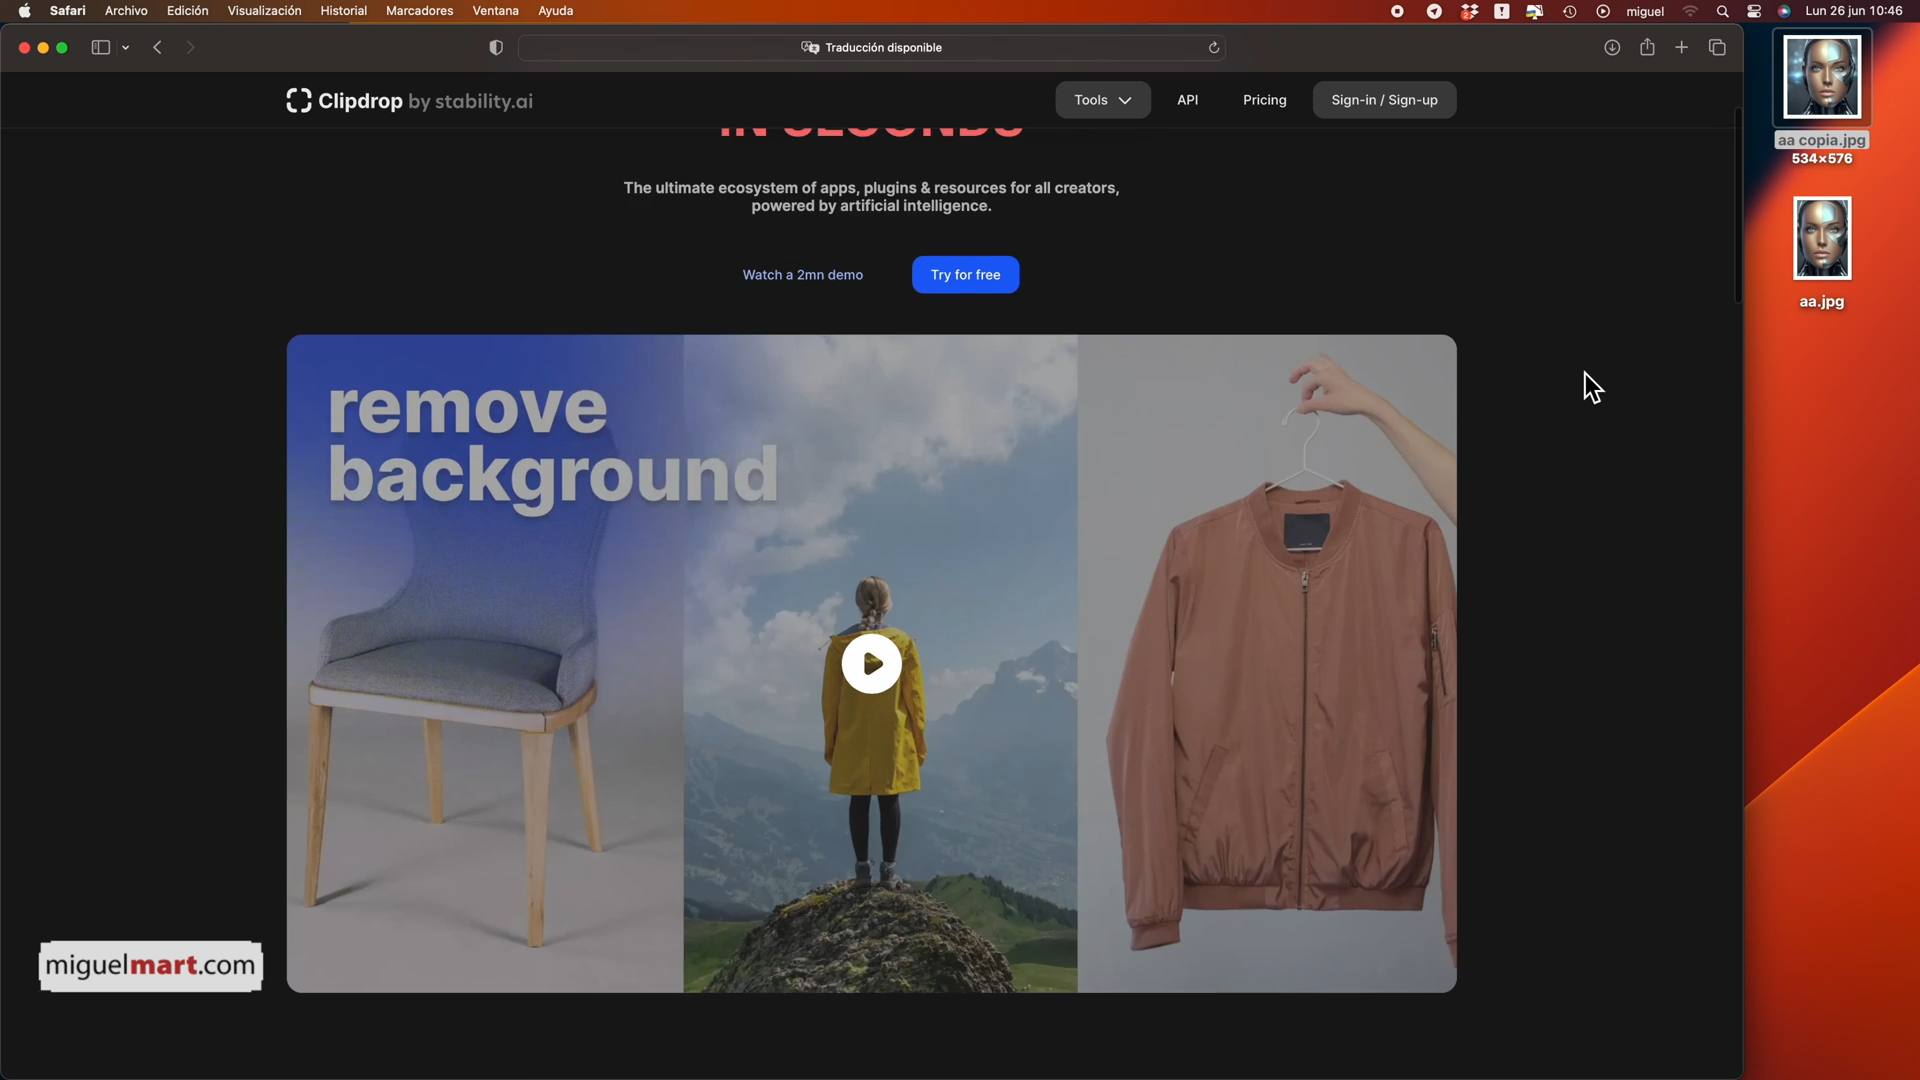 Safari Archivo Edición Visualización Historial Marcadores Ventana Ayuda
2 miguel Lun 26 jun 10:46
Traducción disponible
Clipdrop by stability.ai
Tools API Pricing Sign-in / Sign-up
IN SECONDS
The ultimate ecosystem of apps, plugins & resources for all creators,
powered by artificial intelligence.
Watch a 2mn demo Try for free
remove
background
miguelmart.com
aa copia.jpg
534×576
aa.jpg